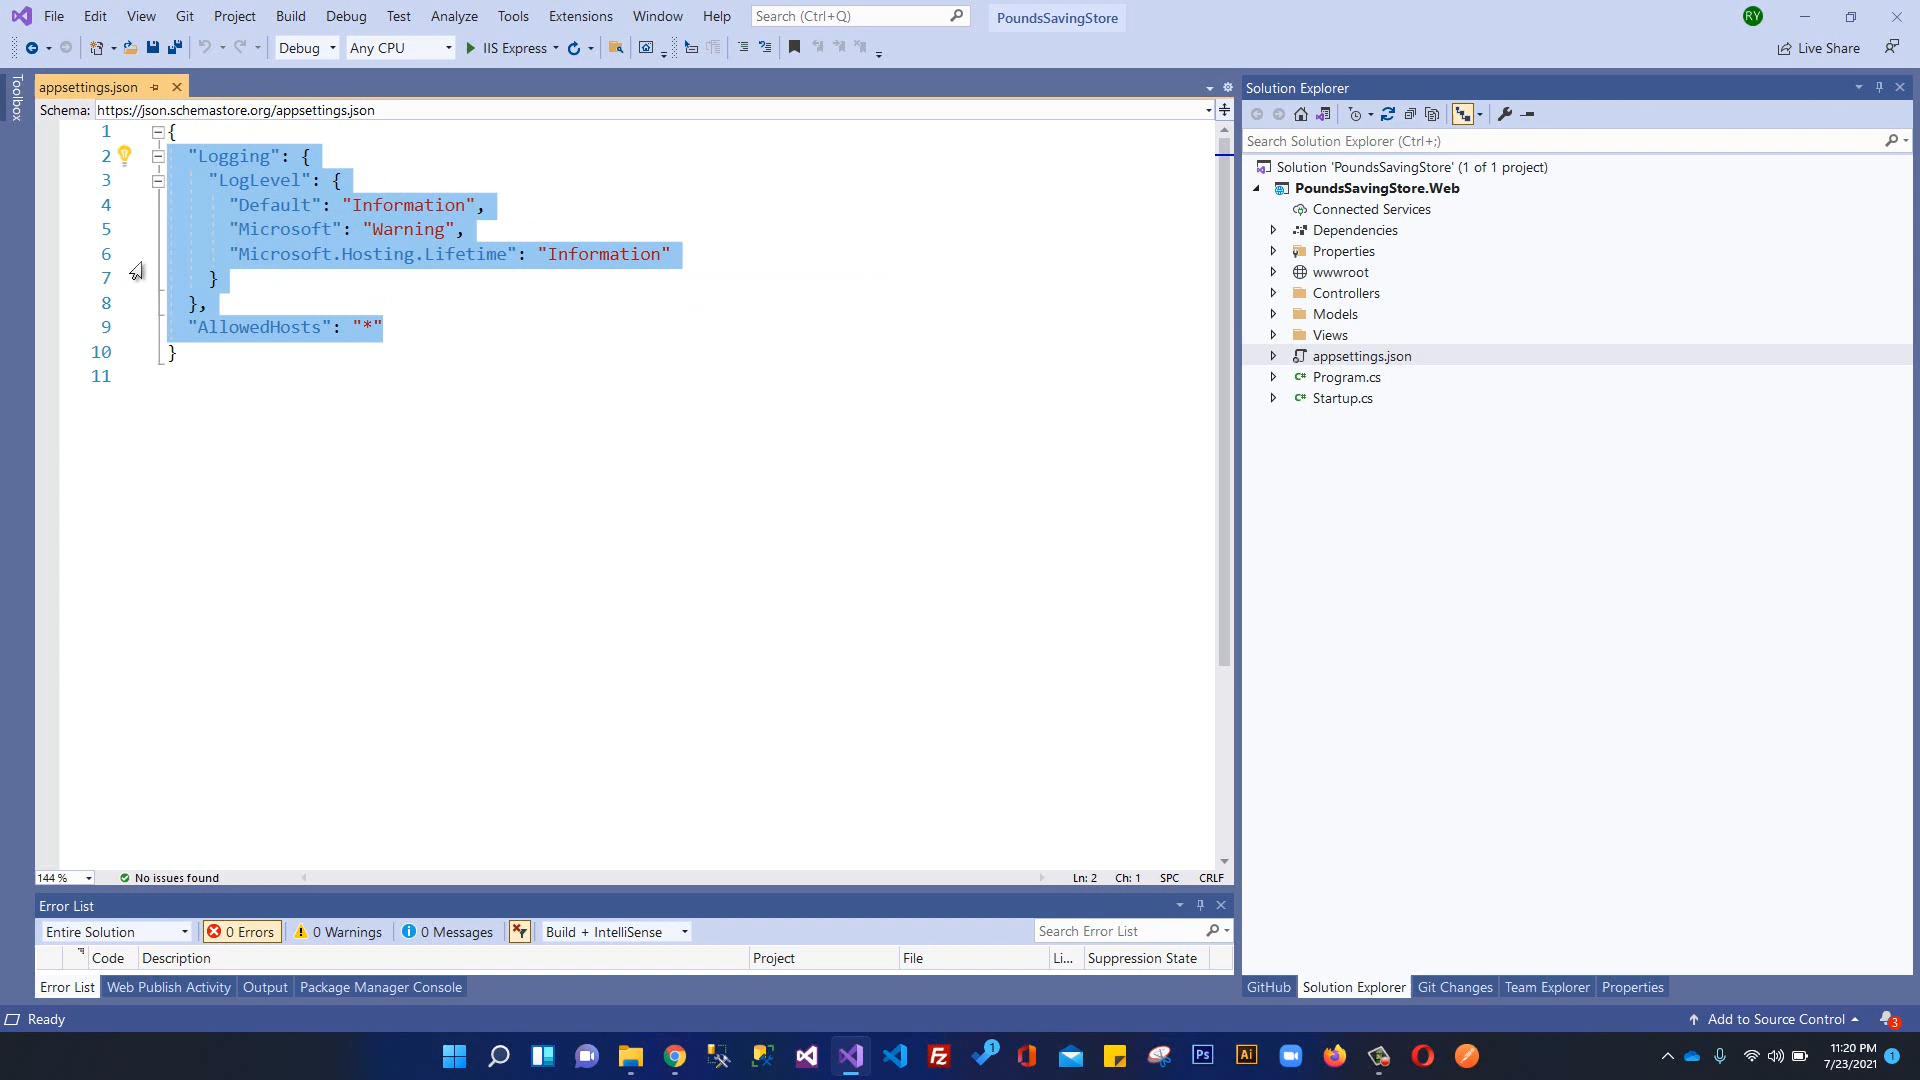 File Edit View Git Project Build Debug Test Analyze Tools Extensions Window Help Search (Ctrl+Q) PoundsSavingStore RY
Debug Any CPU IIS Express Live Share
Toolbox
appsettings.json
Schema: https://json.schemastore.org/appsettings.json
1 {
2 "Logging": {
3 "LogLevel": {
4 "Default": "Information",
5 "Microsoft": "Warning",
6 "Microsoft.Hosting.Lifetime": "Information"
7 }
8 },
9 "AllowedHosts": "*"
10 }
11
144 % No issues found Ln: 2 Ch: 1 SPC CRLF
Error List
Entire Solution 0 Errors 0 Warnings 0 Messages Build + IntelliSense Search Error List
Code Description Project File Li... Suppression State
Error List Web Publish Activity Output Package Manager Console
Solution Explorer
Search Solution Explorer (Ctrl+;)
Solution 'PoundsSavingStore' (1 of 1 project)
PoundsSavingStore.Web
Connected Services
Dependencies
Properties
wwwroot
Controllers
Models
Views
appsettings.json
C# Program.cs
C# Startup.cs
GitHub Solution Explorer Git Changes Team Explorer Properties
Ready Add to Source Control 3
1 Ps Ai 11:20 PM
7/23/2021 1